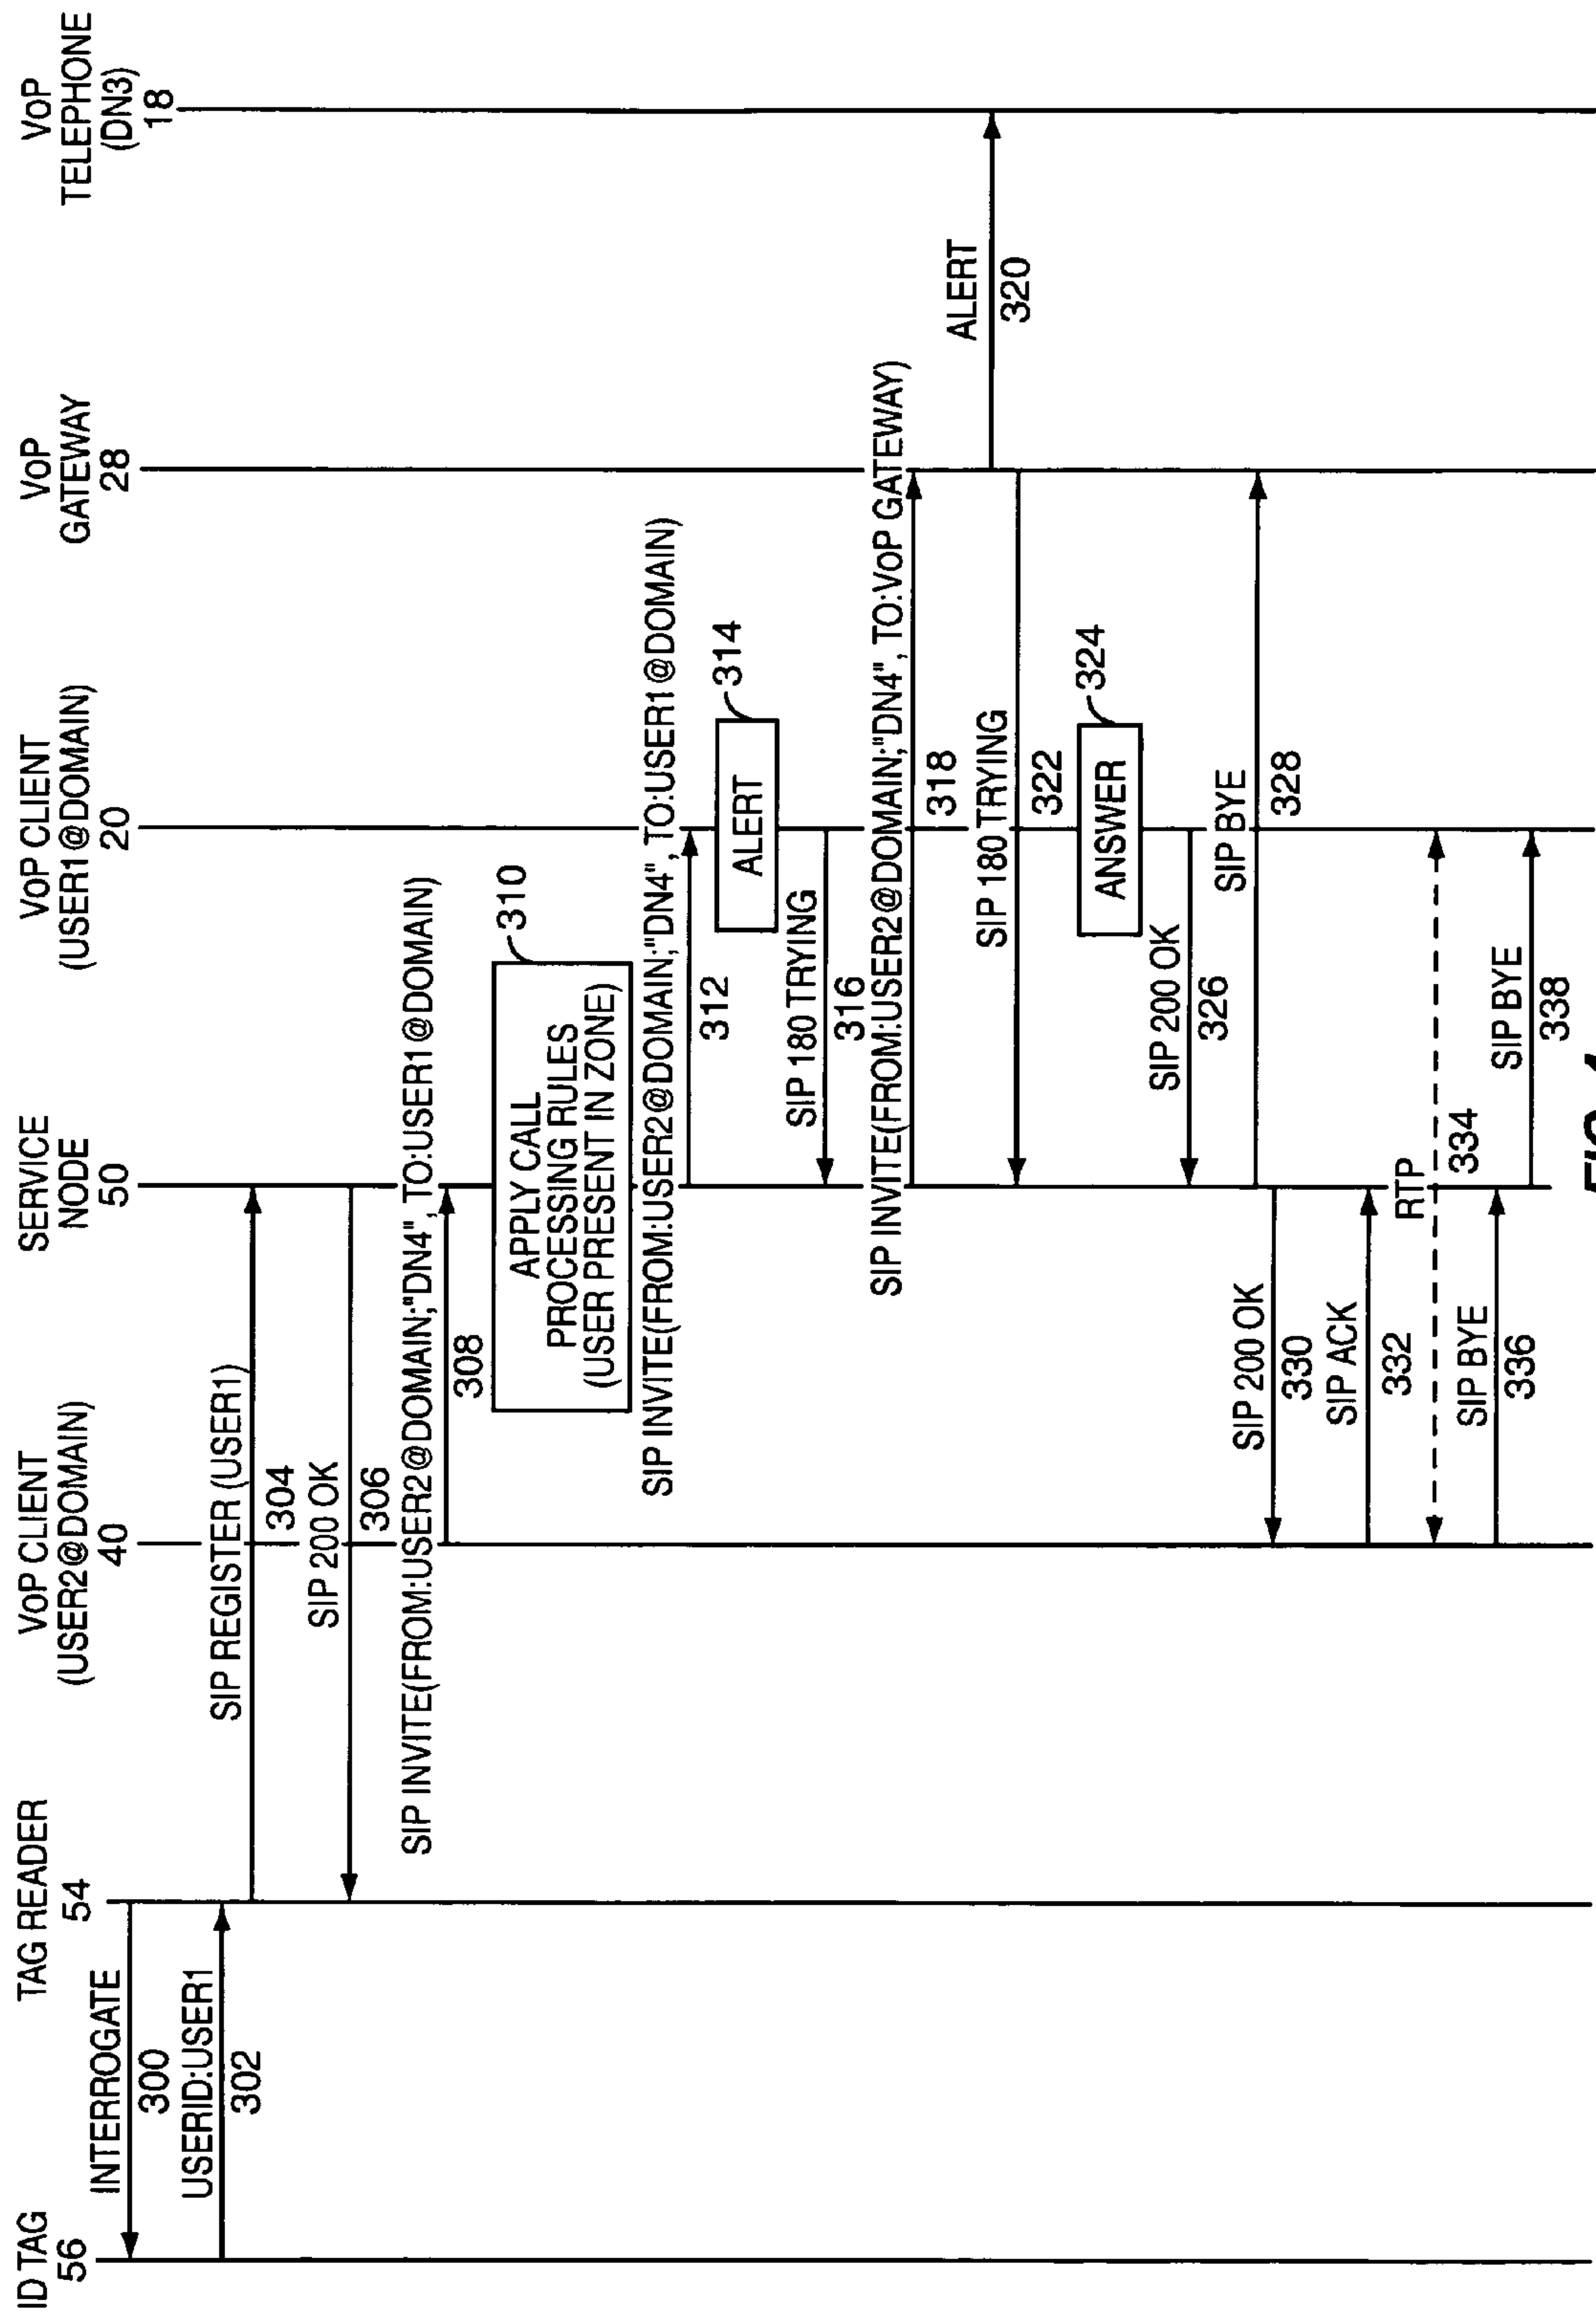 ID TAG
56
TAG READER
54
VoP CLIENT
(USER2@DOMAIN)
40
SERVICE
NODE
50
VoP CLIENT
(USER1@DOMAIN)
20
VoP
GATEWAY
28
VoP
TELEPHONE
(DN3)
18
INTERROGATE
300
USERID:USER1
302
SIP REGISTER (USER1)
304
SIP 200 OK
306
SIP INVITE(FROM:USER2@DOMAIN;"DN4", TO:USER1@DOMAIN)
308
APPLY CALL
PROCESSING RULES
(USER PRESENT IN ZONE)
310
SIP INVITE(FROM:USER2@DOMAIN;"DN4", TO:USER1@DOMAIN)
312
ALERT
314
SIP 180 TRYING
316
SIP INVITE(FROM:USER2@DOMAIN;"DN4", TO:VoP GATEWAY)
318
ALERT
320
SIP 180 TRYING
322
ANSWER
324
SIP 200 OK
326
SIP BYE
328
SIP 200 OK
330
SIP ACK
332
RTP
334
SIP BYE
336
SIP BYE
338